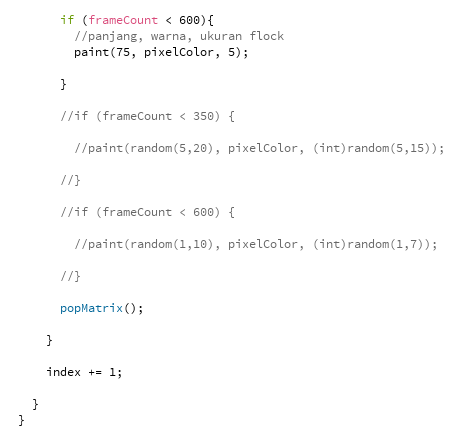 if (frameCount < 600){
//panjang, warna, ukuran flock
paint(75, pixelColor, 5);
}
//if (frameCount < 350) {
//paint(random(5,20), pixelColor, (int)random(5,15));
//}
//if (frameCount < 600) {
//paint(random(1,10), pixelColor, (int)random(1,7));
//}
popMatrix();
}
index += 1;
}
}